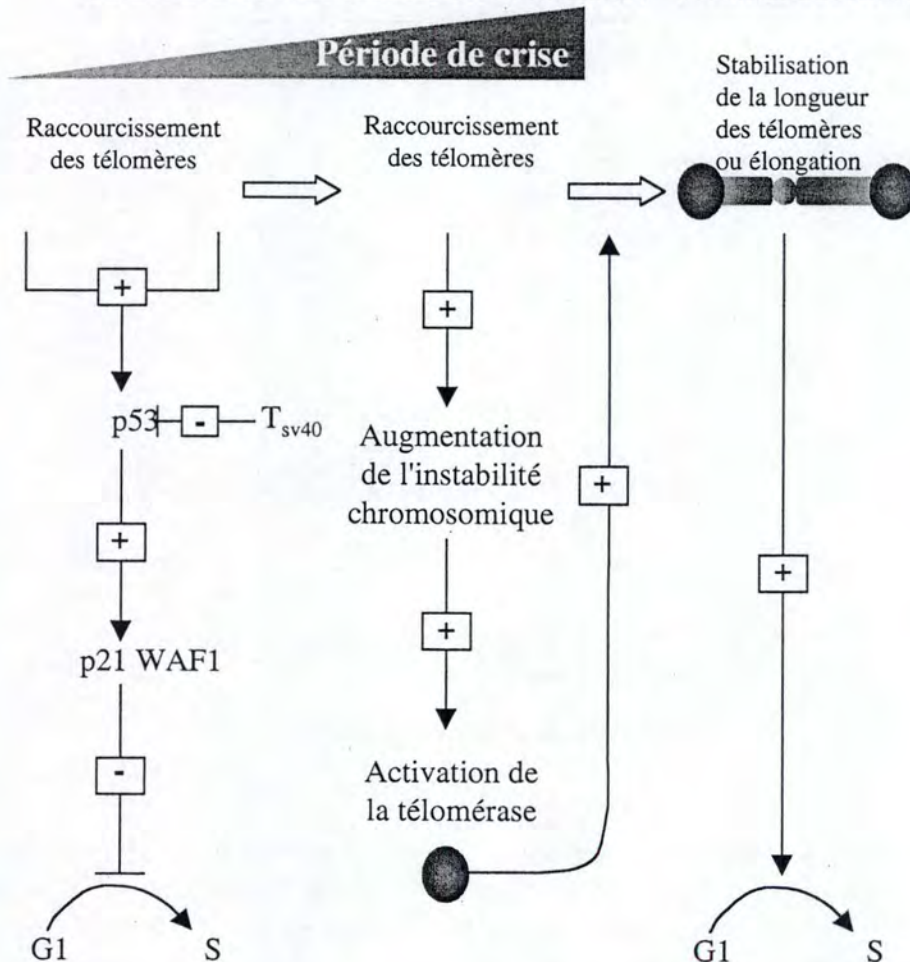 Période de crise
Raccourcissement
des télomères
Raccourcissement
des télomères
Stabilisation
de la longueur
des télomères
ou élongation
+
+
p53
-
T sv40
Augmentation
de l'instabilité
chromosomique
+
+
+
+
p21 WAF1
-
Activation de
la télomérase
G1
S
G1
S